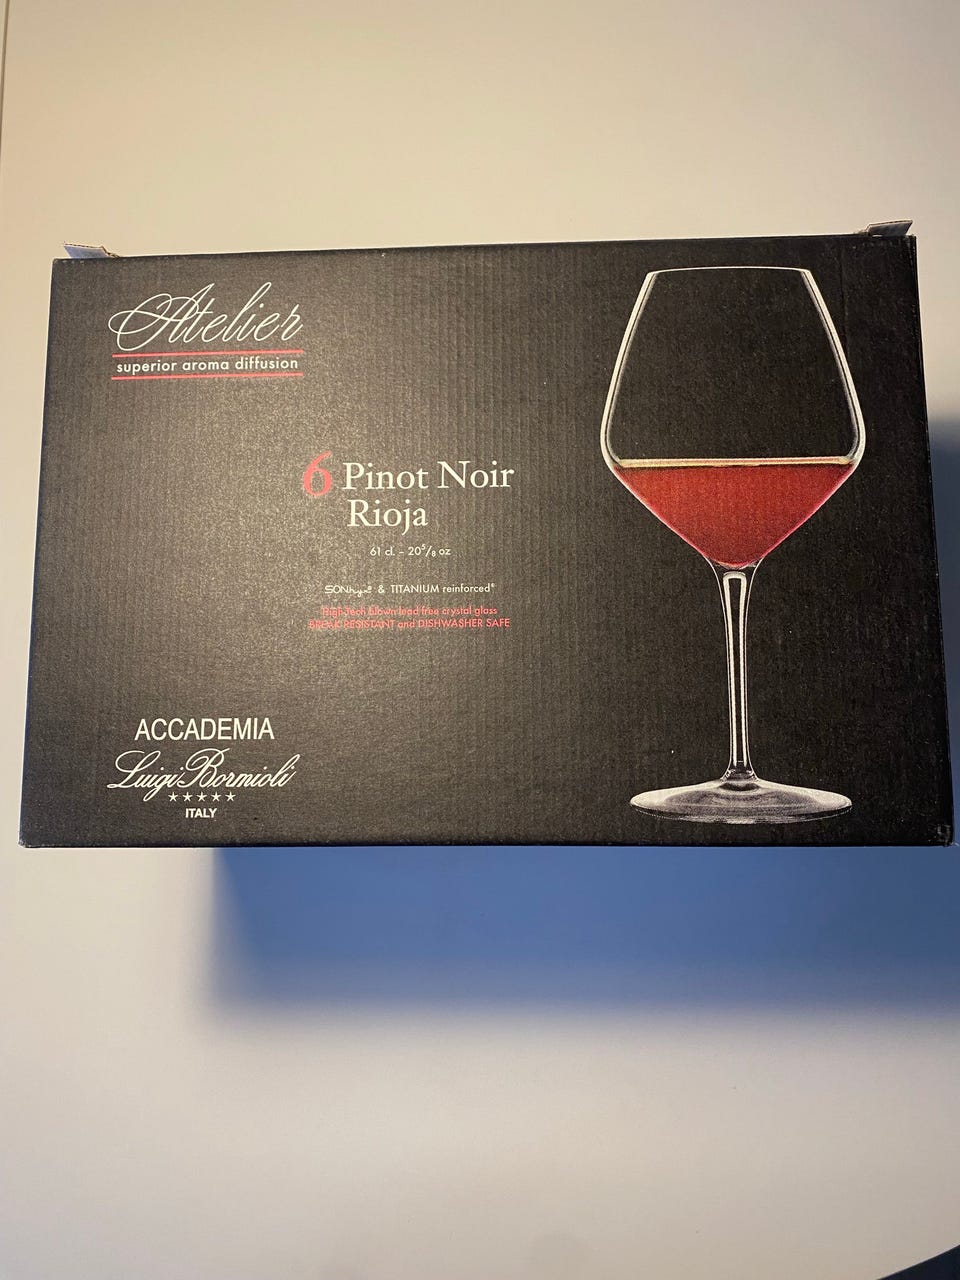 Atelier
superior aroma diffusion
6 Pinot Noir
Rioja
61 cl. - 20⁵/₈ oz
SON.hyx® & TITANIUM reinforced®
High-tech blown lead free crystal glass
BREAK RESISTANT and DISHWASHER SAFE
ACCADEMIA
Luigi Bormioli
★★★★★
ITALY